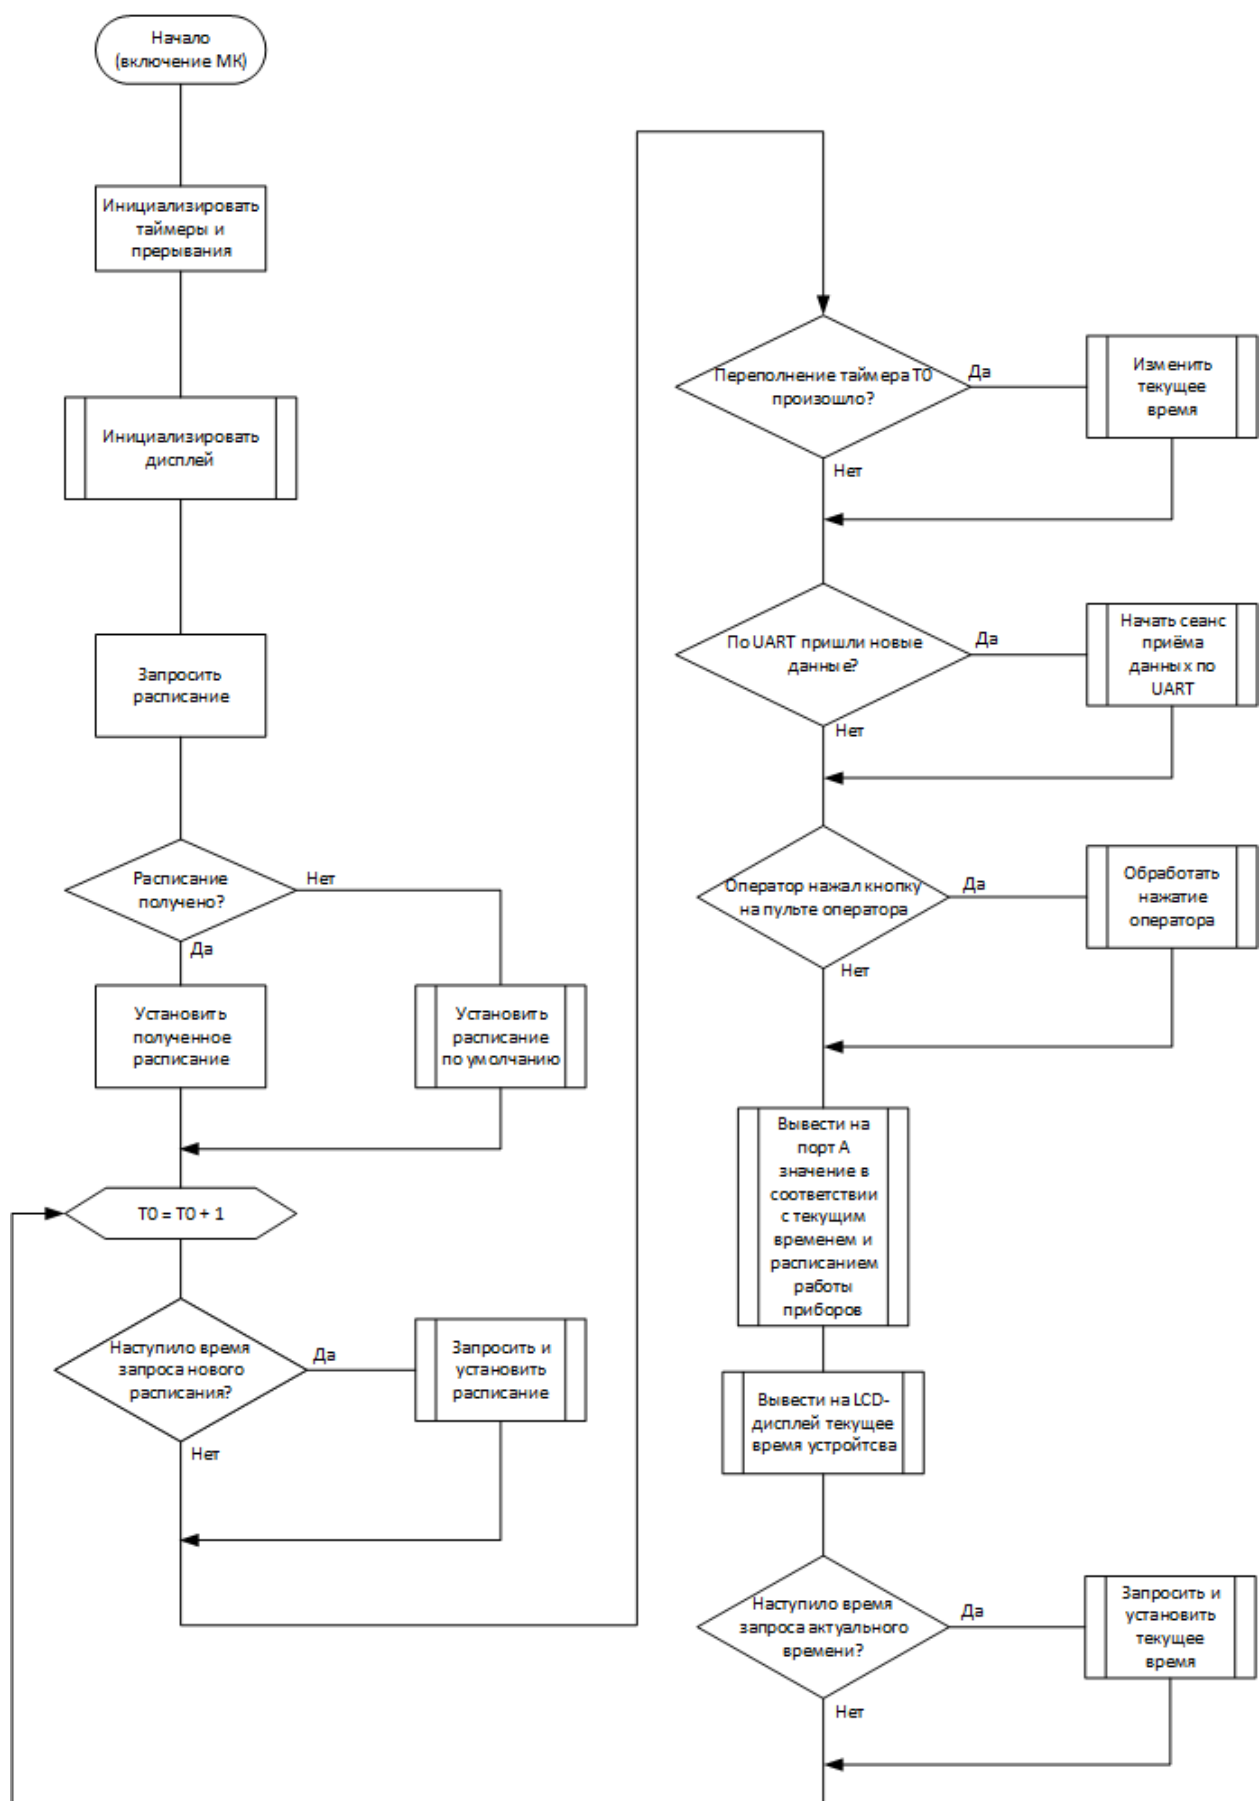 Начало
(включение МК)
Инициализировать
таймеры и
прерывания
Инициализировать
дисплей
Запросить
расписание
Расписание
получено?
Нет
Да
Установить
полученное
расписание
Установить
расписание
по умолчанию
T0 = T0 + 1
Наступило время
запроса нового
расписания?
Да
Запросить и
установить
расписание
Нет
Переполнение таймера T0
произошло?
Да
Изменить
текущее
время
Нет
По UART пришли новые
данные?
Да
Начать сеанс
приёма
данных по
UART
Нет
Оператор нажал кнопку
на пульте оператора
Да
Обработать
нажатие
оператора
Нет
Вывести на
порт А
значение в
соответствии
с текущим
временем и
расписанием
работы
приборов
Вывести на LCD-
дисплей текущее
время устройтсва
Наступило время
запроса актуального
времени?
Да
Запросить и
установить
текущее
время
Нет